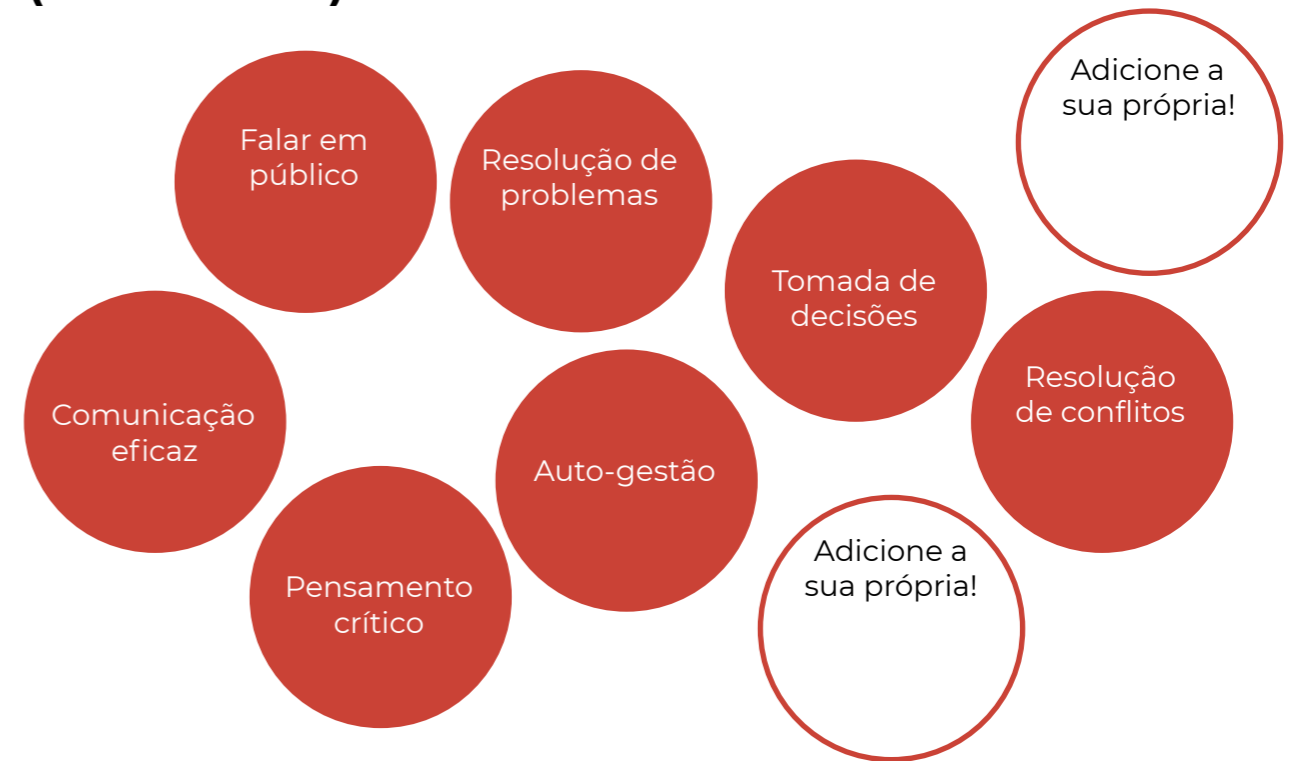 Adicione a
sua própria!
Falar em
público
Resolução de
problemas
Tomada de
decisões
Resolução
de conflitos
Comunicação
eficaz
Auto-gestão
Pensamento
crítico
Adicione a
sua própria!